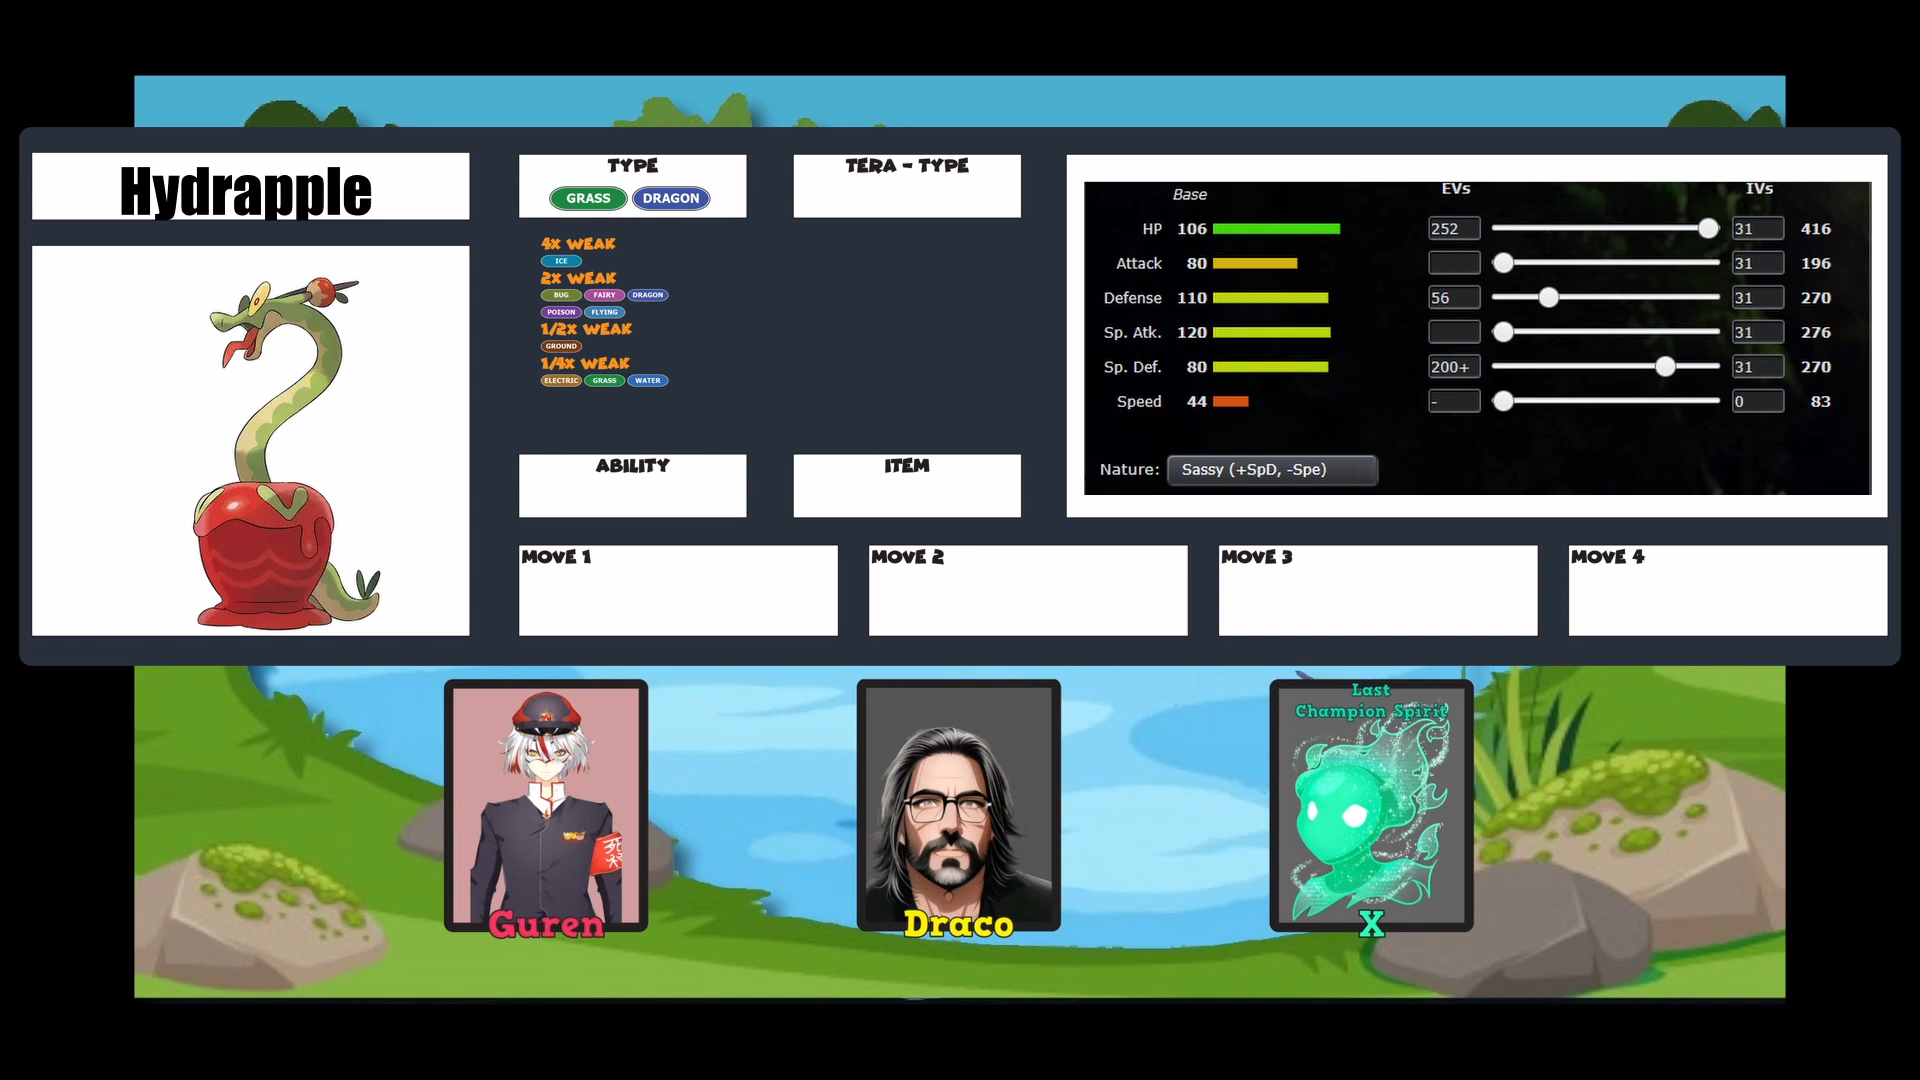 Hydrapple
TYPE
GRASS DRAGON
TERA - TYPE
4X WEAK
ICE
2X WEAK
BUG FAIRY DRAGON
POISON FLYING
1/2X WEAK
GROUND
1/4X WEAK
ELECTRIC GRASS WATER
Base EVs IVs
HP 106 252 31 416
Attack 80 31 196
Defense 110 56 31 270
Sp. Atk. 120 31 276
Sp. Def. 80 200+ 31 270
Speed 44 - 0 83
Nature: Sassy (+SpD, -Spe)
ABILITY
ITEM
MOVE 1
MOVE 2
MOVE 3
MOVE 4
Guren
Draco
Last
Champion Spirit
X